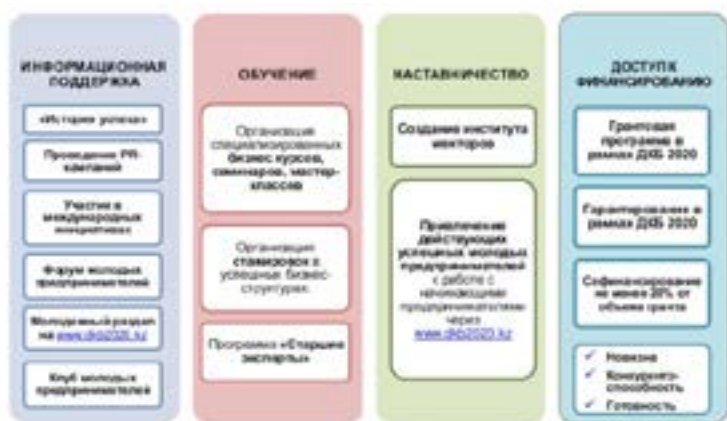 ИНФОРМАЦИОННАЯ
ПОДДЕРЖКА
«История успеха»
Проведение PR-
кампаний
Участие в
международных
инициативах
Форум молодых
предпринимателей
Молодежный раздел
на www.dkb2020.kz
Клуб молодых
предпринимателей
ОБУЧЕНИЕ
Организация
специализированных
бизнес курсов,
семинаров, мастер-
классов
Организация
стажировок в
успешных бизнес-
структурах.
Программа «Старшие
эксперты»
НАСТАВНИЧЕСТВО
Создание института
менторов
Привлечение
действующих
успешных молодых
предпринимателей
к работе с
начинающими
предпринимателями
через
www.dkb2020.kz
ДОСТУП К
ФИНАНСИРОВАНИЮ
Грантовая
программа в
рамках ДКБ 2020
Гарантирование в
рамках ДКБ 2020
Софинансирование
не менее 20% от
объема гранта
✓ Новизна
✓ Конкуренто-
способность
✓ Готовность